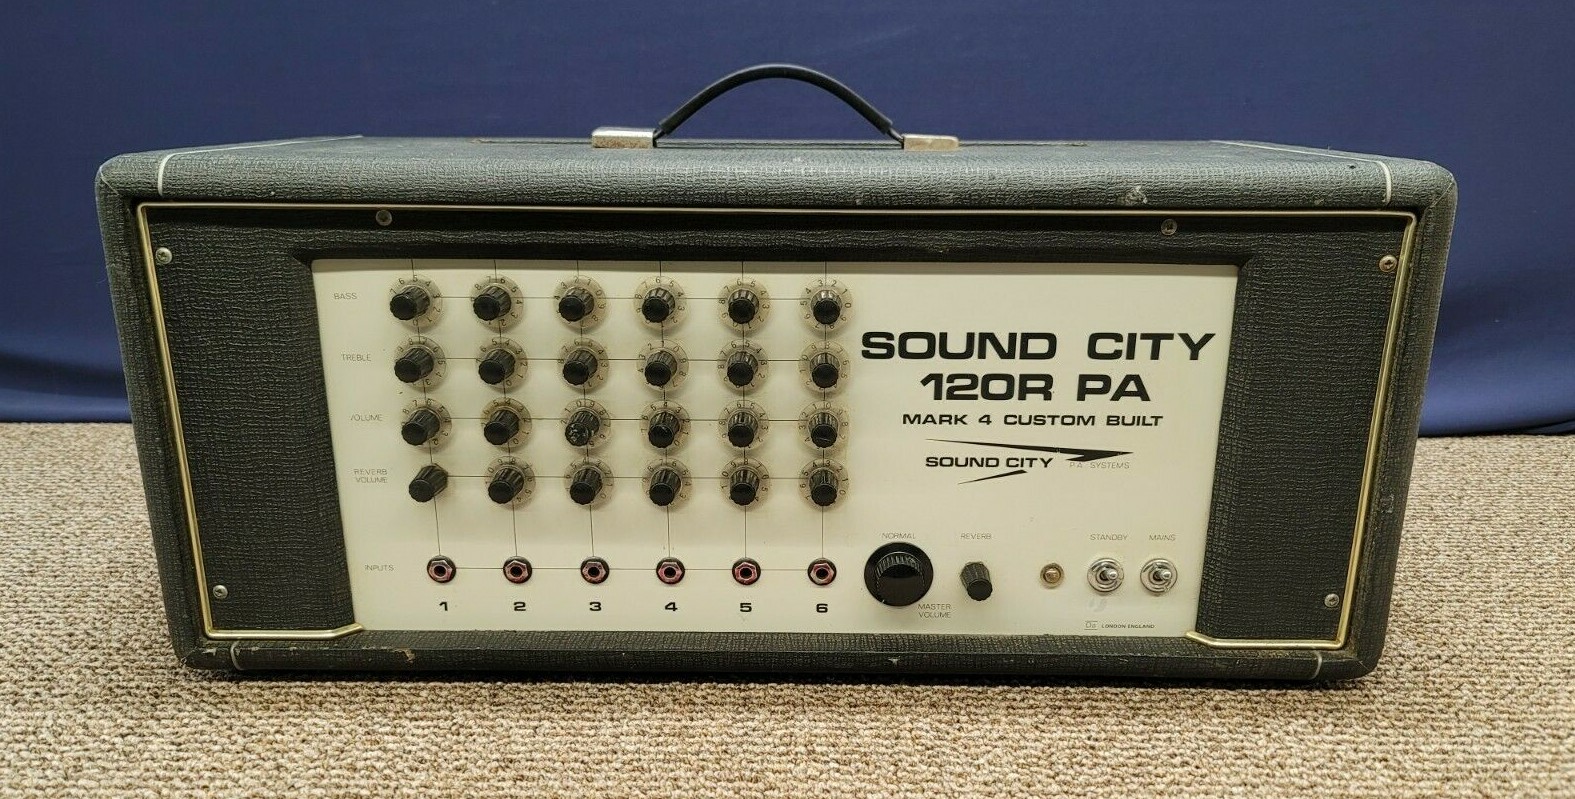 BASS
TREBLE
VOLUME
REVERB
VOLUME
INPUTS
1 2 3 4 5 6
SOUND CITY
120R PA
MARK 4 CUSTOM BUILT
SOUND CITY P.A. SYSTEMS
NORMAL
REVERB
STANDBY
MAINS
MASTER
VOLUME
LONDON ENGLAND